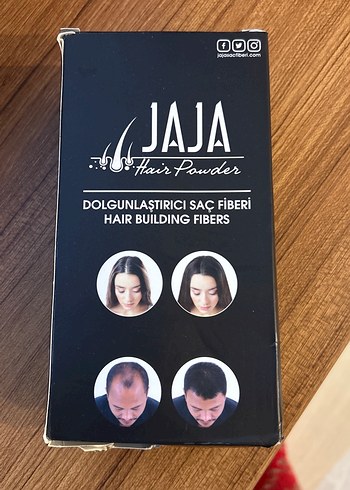 jajasacfiberi.com
JAJA
Hair Powder
DOLGUNLAŞTIRICI SAÇ FİBERİ
HAIR BUILDING FIBERS